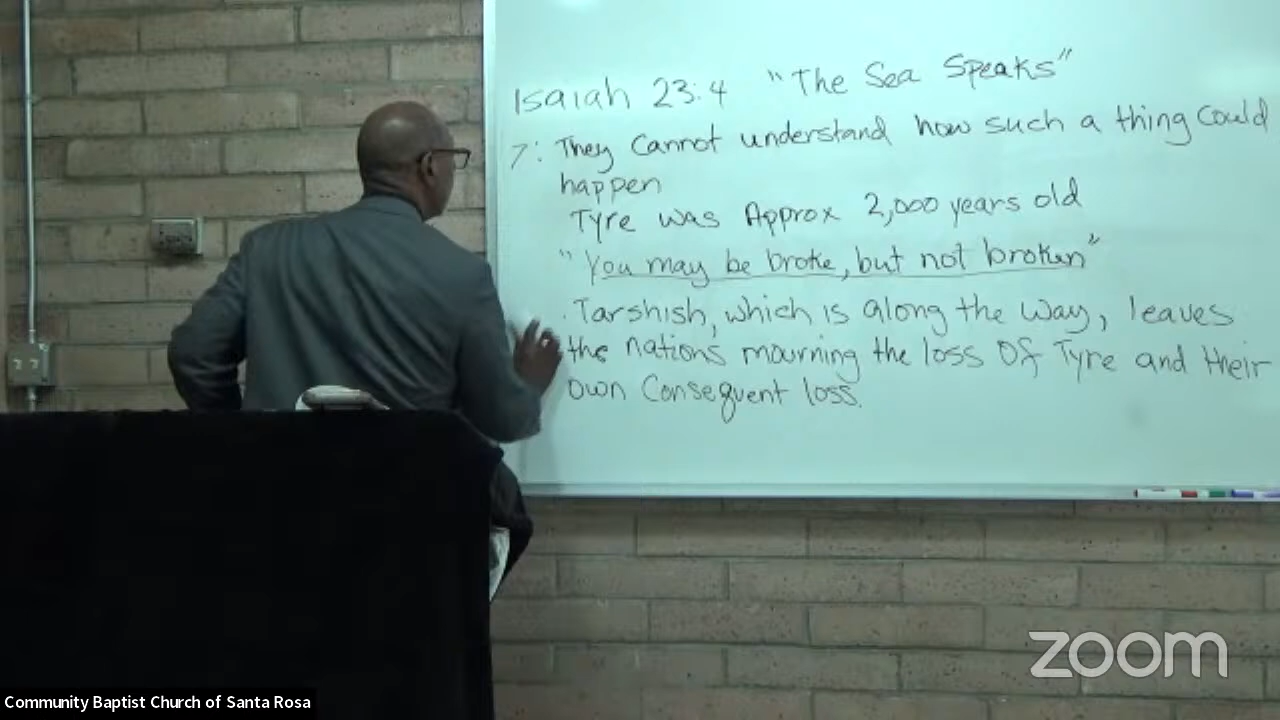 Isaiah 23:4 "The Sea Speaks"
7: They Cannot understand how such a thing Could
happen
Tyre was Approx 2,000 years old
"You may be broke, but not broken"
. Tarshish, which is along the Way, leaves
the nations mourning the loss Of Tyre and their
own Consequent loss.
zoom
Community Baptist Church of Santa Rosa